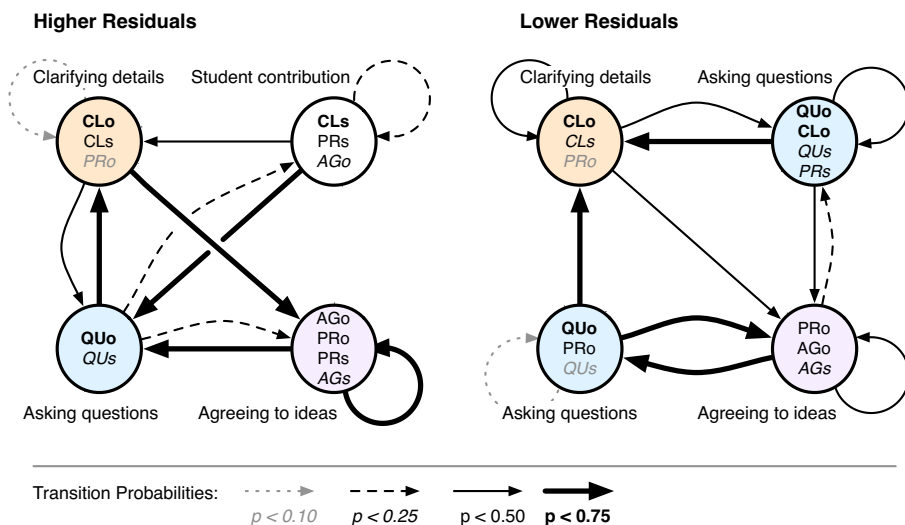 Higher Residuals
Lower Residuals
Clarifying details
Student contribution
Clarifying details
Asking questions
CLo
CLs
PRo
CLs
PRs
AGo
CLo
CLs
PRo
QUo
CLo
QUs
PRs
QUo
QUs
AGo
PRo
PRs
AGs
QUo
PRo
QUs
PRo
AGo
AGs
Asking questions
Agreeing to ideas
Asking questions
Agreeing to ideas
Transition Probabilities:
p < 0.10
p < 0.25
p < 0.50
p < 0.75